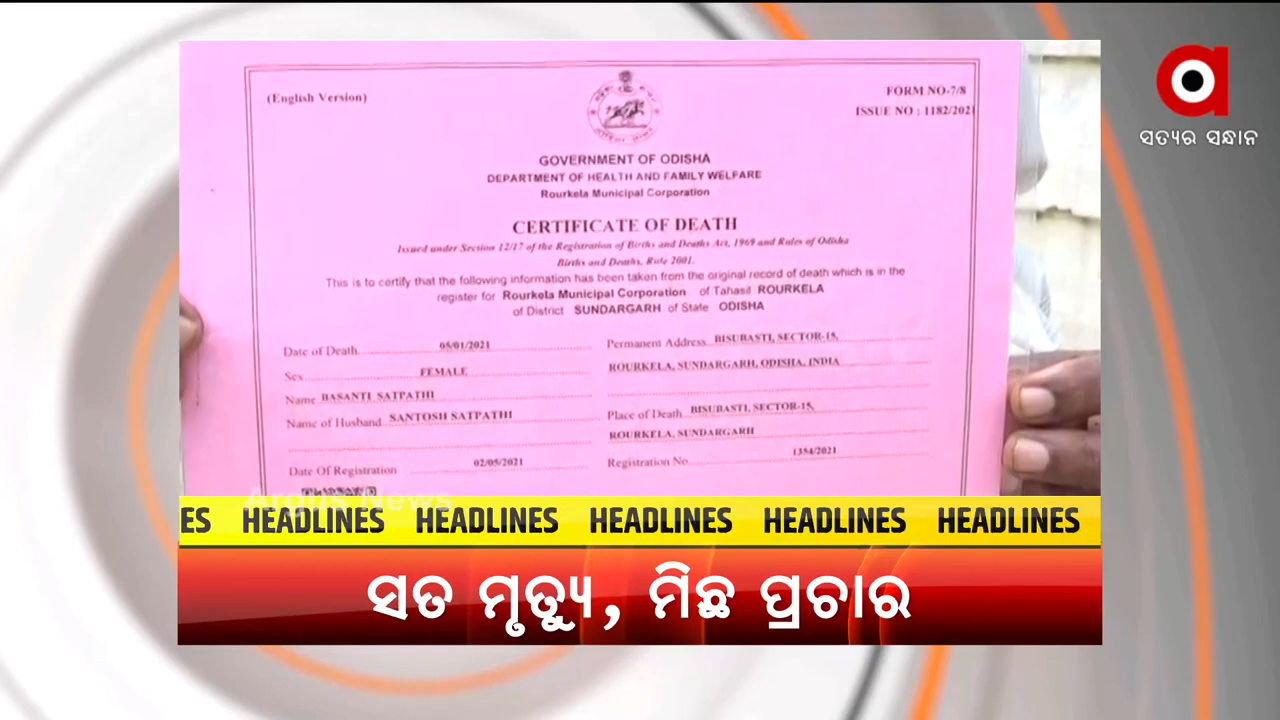 (English Version)
FORM NO-7/8
ISSUE NO : 1182/2021
GOVERNMENT OF ODISHA
DEPARTMENT OF HEALTH AND FAMILY WELFARE
Rourkela Municipal Corporation
CERTIFICATE OF DEATH
Issued under Section 12/17 of the Registration of Births and Deaths Act, 1969 and Rules of Odisha
Births and Deaths, Rule 2001.
This is to certify that the following information has been taken from the original record of death which is in the
register for Rourkela Municipal Corporation of Tahasil ROURKELA
of District SUNDARGARH of State ODISHA
Date of Death 05/01/2021
Sex FEMALE
Name BASANTI SATPATHI
Name of Husband SANTOSH SATPATHI
Date Of Registration 02/05/2021
Permanent Address BISUBASTI, SECTOR-15,
ROURKELA, SUNDARGARH, ODISHA, INDIA
Place of Death BISUBASTI, SECTOR-15,
ROURKELA, SUNDARGARH
Registration No. 1354/2021
ସତ୍ୟର ସନ୍ଧାନ
Argus News
ES HEADLINES HEADLINES HEADLINES HEADLINES HEADLINES
ସତ ମୃତ୍ୟୁ, ମିଛ ପ୍ରଚାର